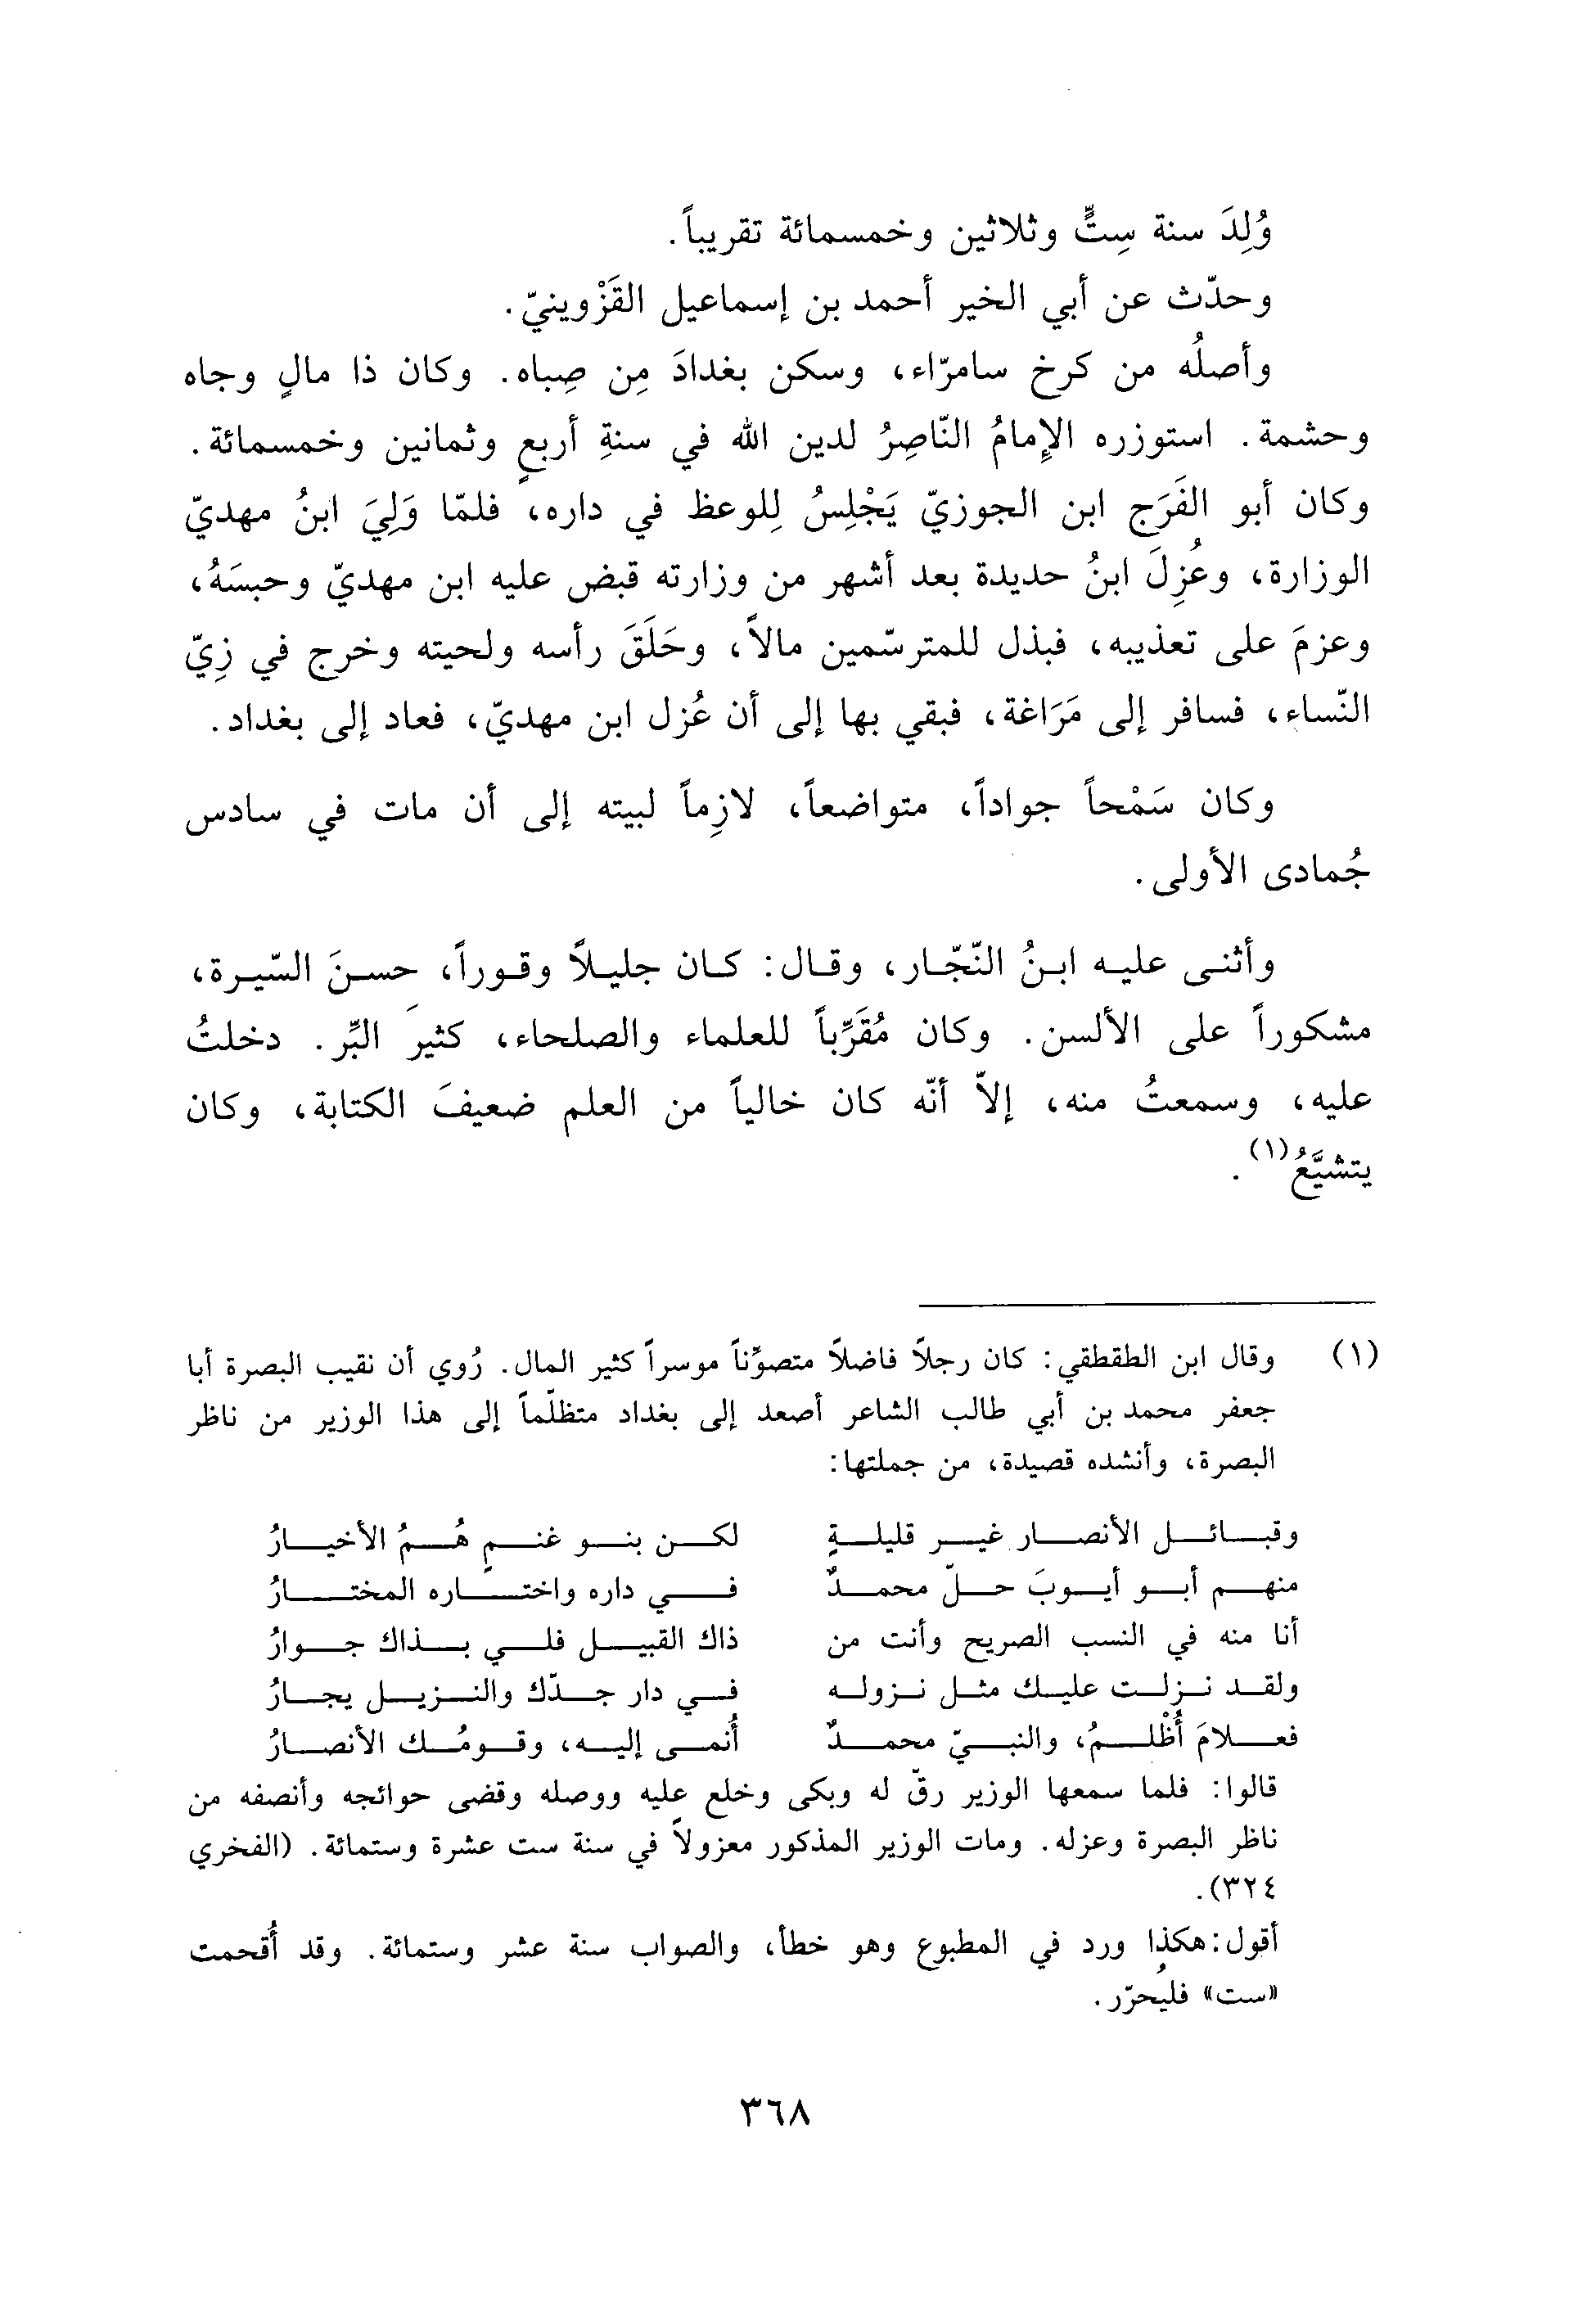 وُلِدَ سنة سِتٍّ وثلاثين وخمسمائة تقريباً.
وحدّث عن أبي الخير أحمد بن إسماعيل القَزْوينيّ.
وأصلُه من كرخ سامرّاء، وسكن بغدادَ مِن صِباه. وكان ذا مالٍ وجاه
وحشمة. استوزره الإمامُ النّاصِرُ لدين الله في سنةِ أربعٍ وثمانين وخمسمائة.
وكان أبو الفَرَج ابن الجوزيّ يَجْلِسُ لِلوعظ في داره، فلمّا وَلِيَ ابنُ مهديّ
الوزارة، وعُزِلَ ابنُ حديدة بعد أشهر من وزارته قبض عليه ابن مهديّ وحبسَهُ،
وعزمَ على تعذيبه، فبذل للمترسّمين مالاً، وحَلَقَ رأسه ولحيته وخرج في زِيّ
النّساء، فسافر إلى مَرَاغة، فبقي بها إلى أن عُزل ابن مهديّ، فعاد إلى بغداد.
وكان سَمْحاً جواداً، متواضعاً، لازِماً لبيته إلى أن مات في سادس
جُمادى الأولى.
وأثنى عليه ابنُ النّجّار، وقال: كان جليلاً وقوراً، حسنَ السّيرة،
مشكوراً على الألسن. وكان مُقَرِّباً للعلماء والصلحاء، كثيرَ البِّر. دخلتُ
عليه، وسمعتُ منه، إلاّ أنّه كان خالياً من العلم ضعيفَ الكتابة، وكان
يتشيَّعُ(١).
(١) وقال ابن الطقطقي: كان رجلاً فاضلاً متصوِّناً موسراً كثير المال. رُوي أن نقيب البصرة أبا
جعفر محمد بن أبي طالب الشاعر أصعد إلى بغداد متظلّماً إلى هذا الوزير من ناظر
البصرة، وأنشده قصيدة، من جملتها:
وقبائل الأنصار غير قليلةٍ لكن بنو غنمٍ هُمُ الأخيارُ
منهم أبو أيوبَ حلّ محمدٌ في داره واختاره المختارُ
أنا منه في النسب الصريح وأنت من ذاك القبيل فلي بذاك جوارُ
ولقد نزلت عليك مثل نزوله في دار جدّك والنزيل يجارُ
فعلامَ أُظْلمُ، والنبيّ محمدٌ أُنمى إليه، وقومُك الأنصارُ
قالوا: فلما سمعها الوزير رقّ له وبكى وخلع عليه ووصله وقضى حوائجه وأنصفه من
ناظر البصرة وعزله. ومات الوزير المذكور معزولاً في سنة ست عشرة وستمائة. (الفخري
٣٢٤).
أقول: هكذا ورد في المطبوع وهو خطأ، والصواب سنة عشر وستمائة. وقد أُقحمت
«ست» فليُحرّر.
٣٦٨